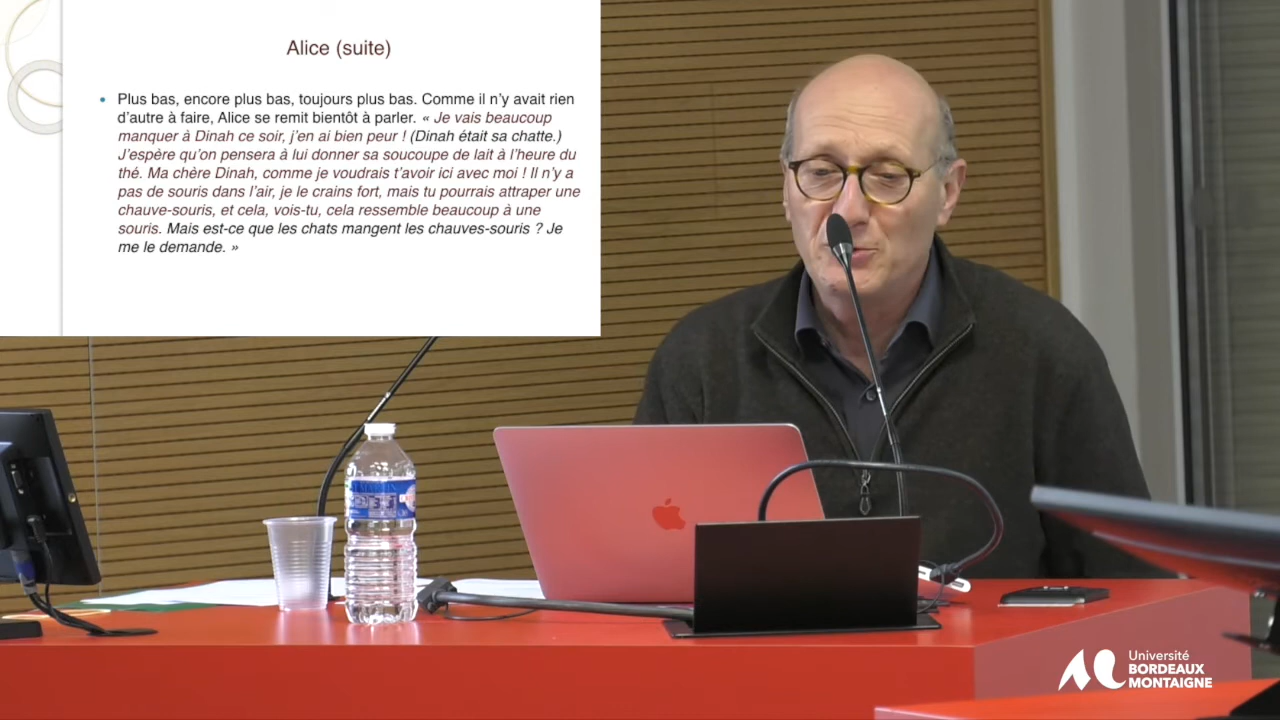 Alice (suite)
• Plus bas, encore plus bas, toujours plus bas. Comme il n'y avait rien
d'autre à faire, Alice se remit bientôt à parler. « Je vais beaucoup
manquer à Dinah ce soir, j'en ai bien peur ! (Dinah était sa chatte.)
J'espère qu'on pensera à lui donner sa soucoupe de lait à l'heure du
thé. Ma chère Dinah, comme je voudrais t'avoir ici avec moi ! Il n'y a
pas de souris dans l'air, je le crains fort, mais tu pourrais attraper une
chauve-souris, et cela, vois-tu, cela ressemble beaucoup à une
souris. Mais est-ce que les chats mangent les chauves-souris ? Je
me le demande. »
Université
BORDEAUX
MONTAIGNE